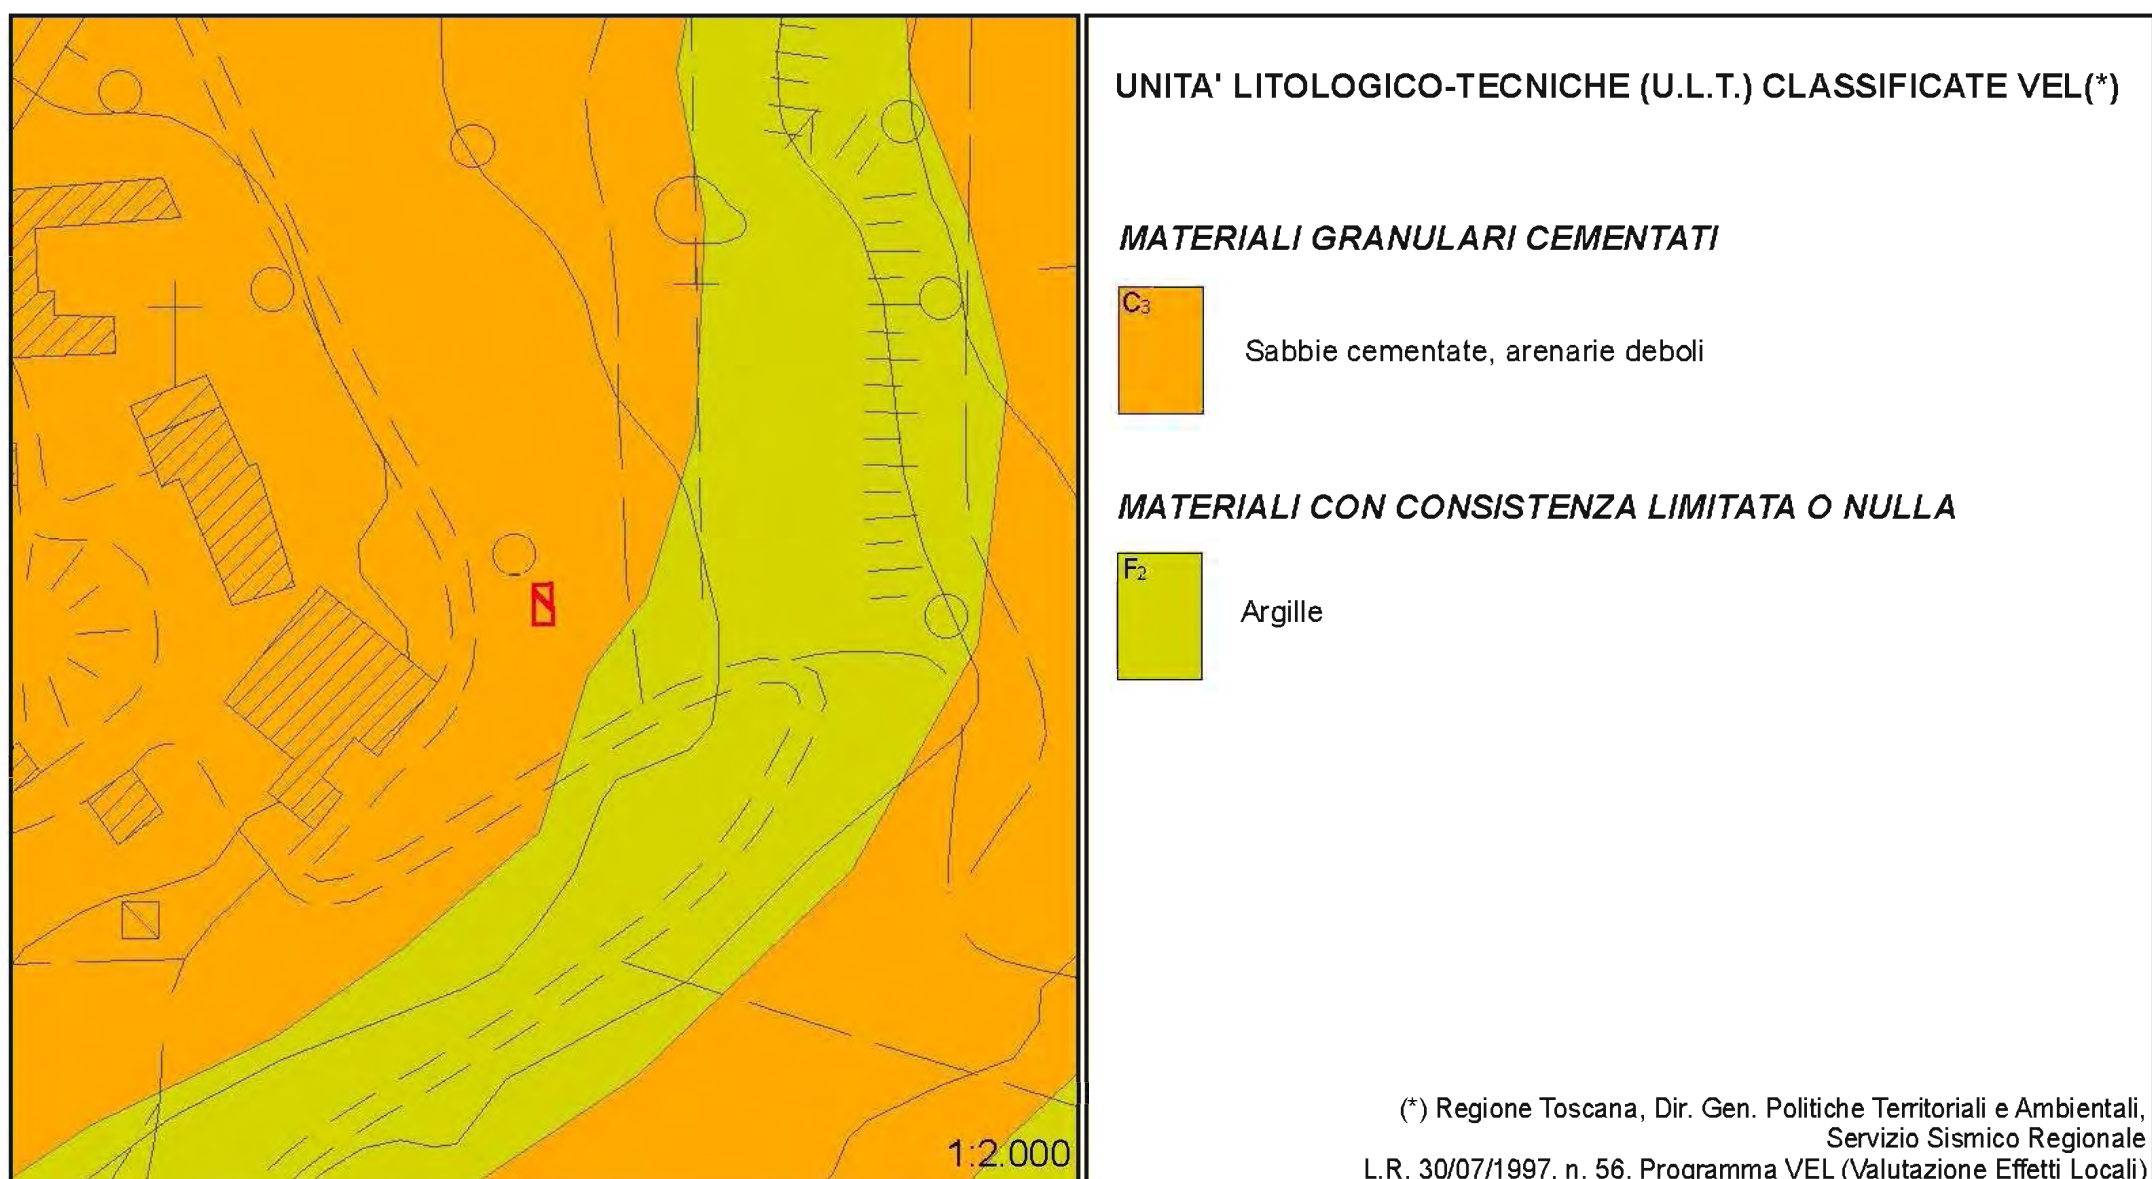 UNITA' LITOLOGICO-TECNICHE (U.L.T.) CLASSIFICATE VEL(*)
MATERIALI GRANULARI CEMENTATI
C3
Sabbie cementate, arenarie deboli
MATERIALI CON CONSISTENZA LIMITATA O NULLA
F2
Argille
1:2.000
(*) Regione Toscana, Dir. Gen. Politiche Territoriali e Ambientali,
Servizio Sismico Regionale
L.R. 30/07/1997, n. 56. Programma VEL (Valutazione Effetti Locali)